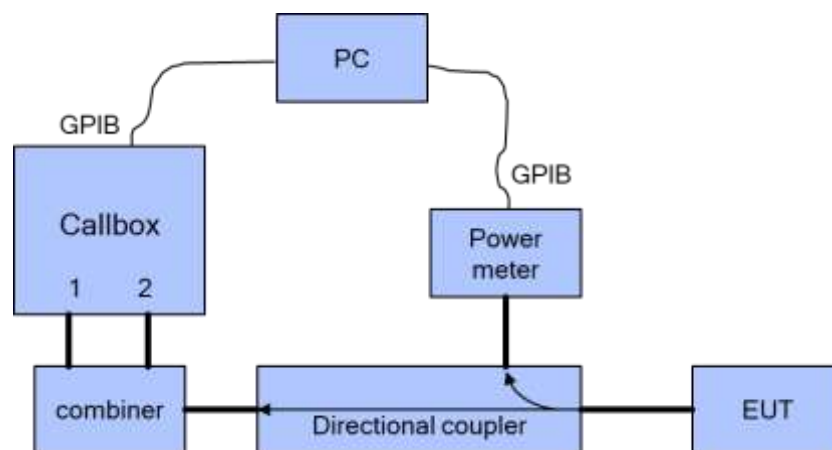 PC
GPIB
GPIB
Callbox
1 2
Power
meter
combiner
Directional coupler
EUT